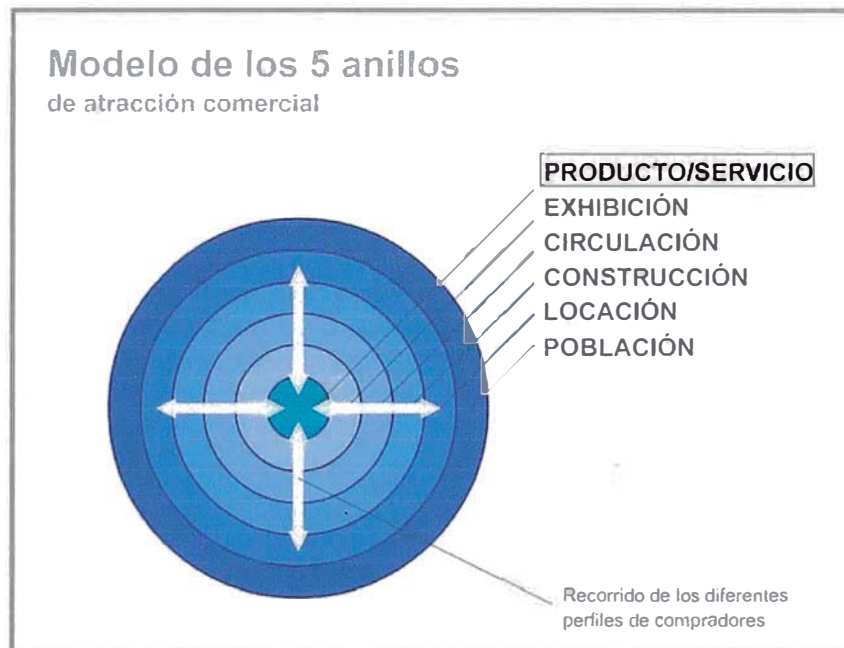 Modelo de los 5 anillos
de atracción comercial
PRODUCTO/SERVICIO
EXHIBICIÓN
CIRCULACIÓN
CONSTRUCCIÓN
LOCACIÓN
POBLACIÓN
Recorrido de los diferentes
perfiles de compradores